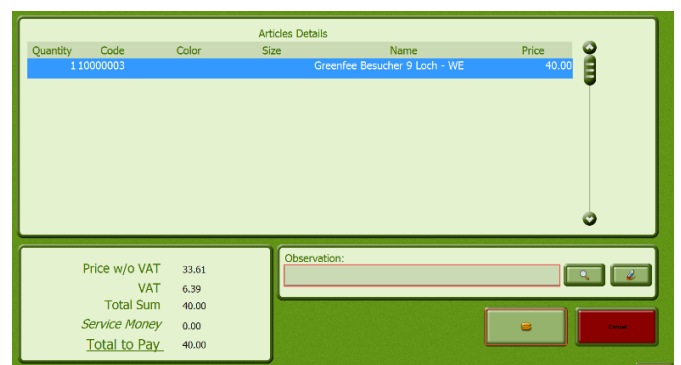 Articles Details
Quantity Code Color Size Name Price
1 10000003 Greenfee Besucher 9 Loch - WE 40.00
Price w/o VAT 33.61
VAT 6.39
Total Sum 40.00
Service Money 0.00
Total to Pay 40.00
Observation:
Cancel